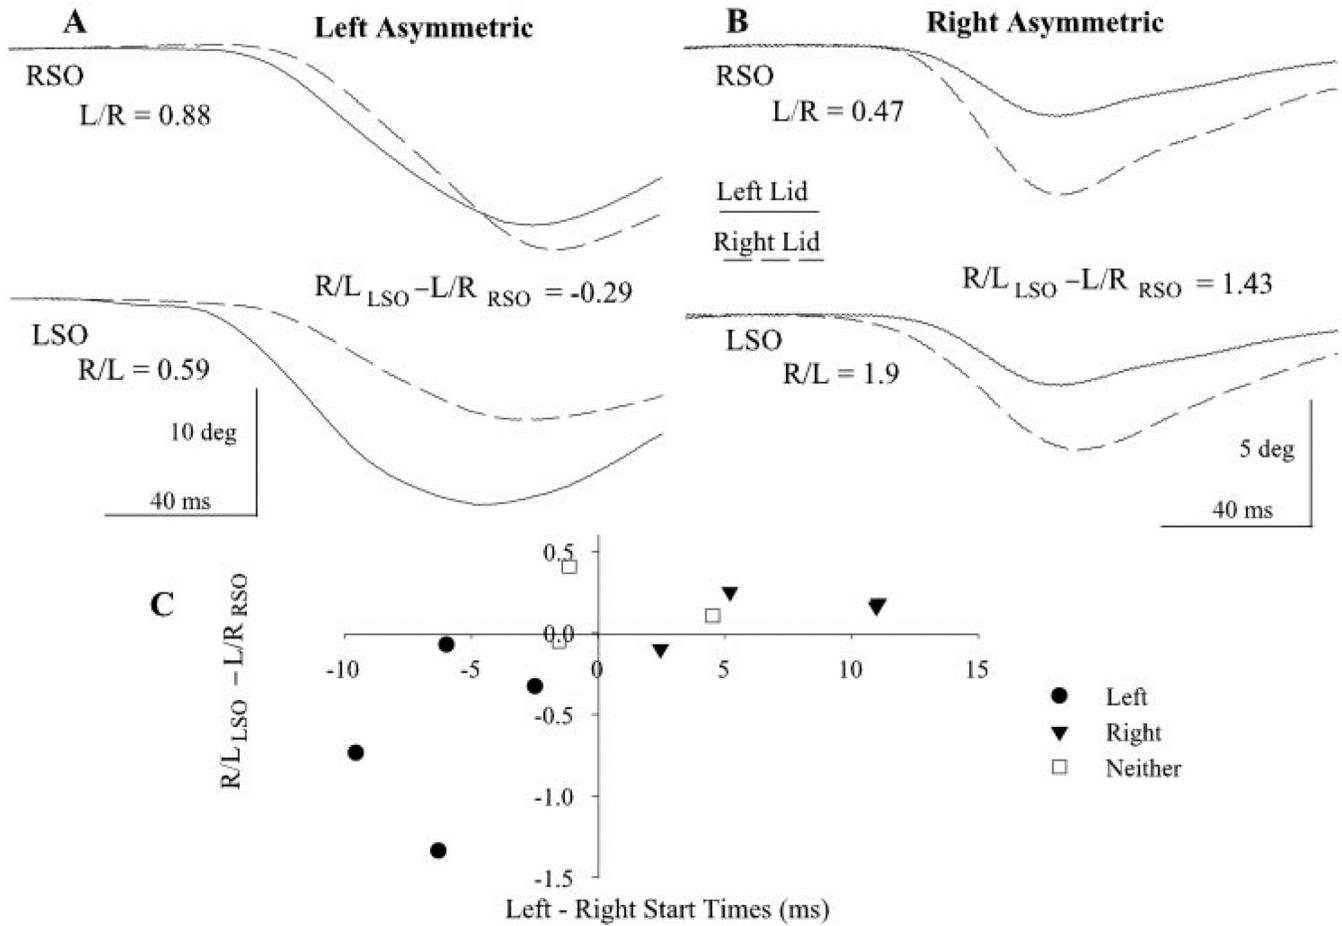 A
Left Asymmetric
RSO
L/R = 0.88
R/L LSO –L/R RSO = -0.29
LSO
R/L = 0.59
10 deg
40 ms
B
Right Asymmetric
RSO
L/R = 0.47
Left Lid
Right Lid
R/L LSO –L/R RSO = 1.43
LSO
R/L = 1.9
5 deg
40 ms
C
R/L LSO – L/R RSO
0.5
0.0
-0.5
-1.0
-1.5
-10
-5
0
5
10
15
Left - Right Start Times (ms)
Left
Right
Neither